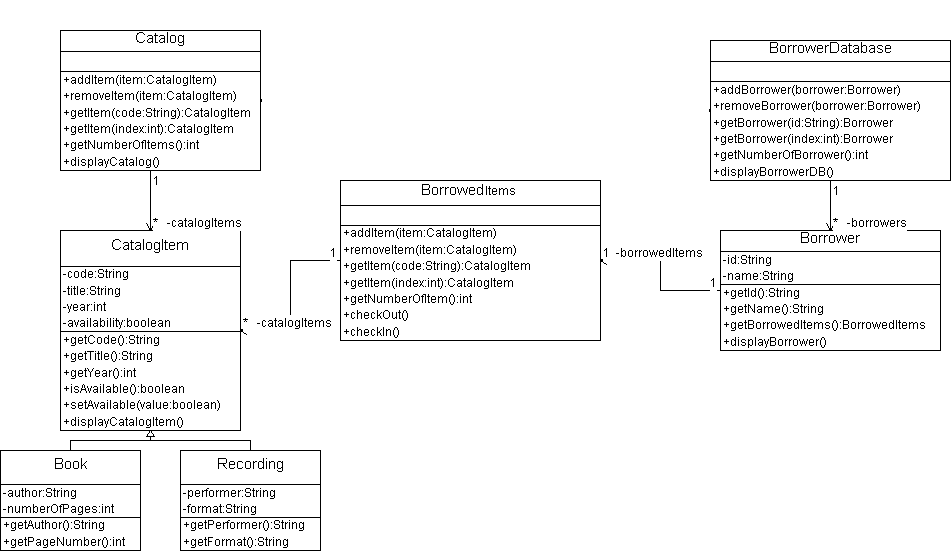 Catalog
+addItem(item:CatalogItem)
+removeItem(item:CatalogItem)
+getItem(code:String):CatalogItem
+getItem(index:int):CatalogItem
+getNumberOfItems():int
+displayCatalog()
1
* -catalogItems
CatalogItem
-code:String
-title:String
-year:int
-availability:boolean
+getCode():String
+getTitle():String
+getYear():int
+isAvailable():boolean
+setAvailable(value:boolean)
+displayCatalogItem()
Book
-author:String
-numberOfPages:int
+getAuthor():String
+getPageNumber():int
Recording
-performer:String
-format:String
+getPerformer():String
+getFormat():String
1
* -catalogItems
BorrowedItems
+addItem(item:CatalogItem)
+removeItem(item:CatalogItem)
+getItem(code:String):CatalogItem
+getItem(index:int):CatalogItem
+getNumberOfItem():int
+checkOut()
+checkIn()
1 -borrowedItems
1
BorrowerDatabase
+addBorrower(borrower:Borrower)
+removeBorrower(borrower:Borrower)
+getBorrower(id:String):Borrower
+getBorrower(index:int):Borrower
+getNumberOfBorrower():int
+displayBorrowerDB()
1
* -borrowers
Borrower
-id:String
-name:String
+getId():String
+getName():String
+getBorrowedItems():BorrowedItems
+displayBorrower()